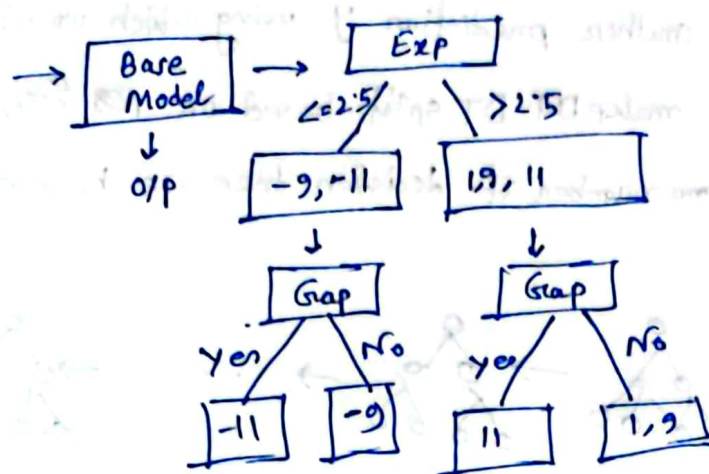 Base Model
Exp
O/P
<=2.5
>2.5
-9, -11
1, 9, 11
Gap
Gap
Yes
No
Yes
No
-11
-9
11
1, 9